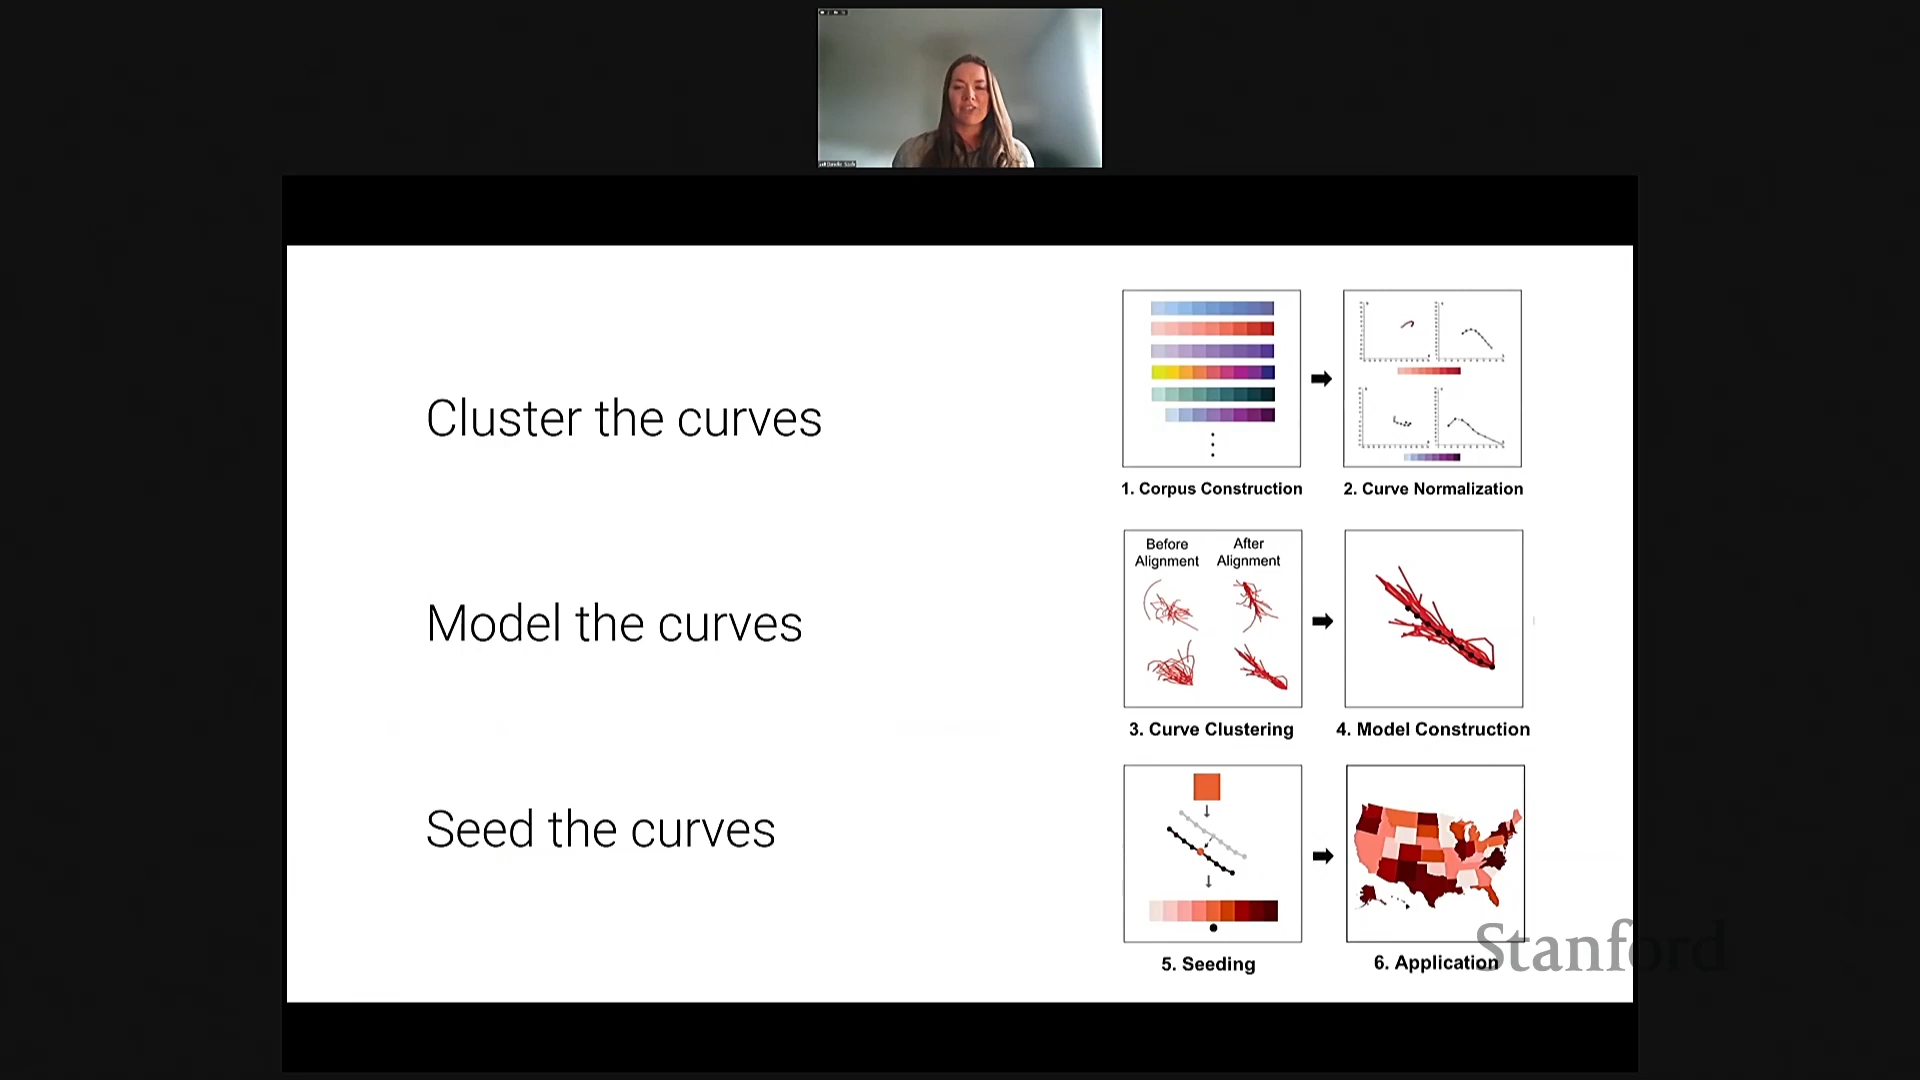 Cluster the curves
Model the curves
Seed the curves
1. Corpus Construction
2. Curve Normalization
Before
Alignment
After
Alignment
3. Curve Clustering
4. Model Construction
5. Seeding
6. Application
Stanford